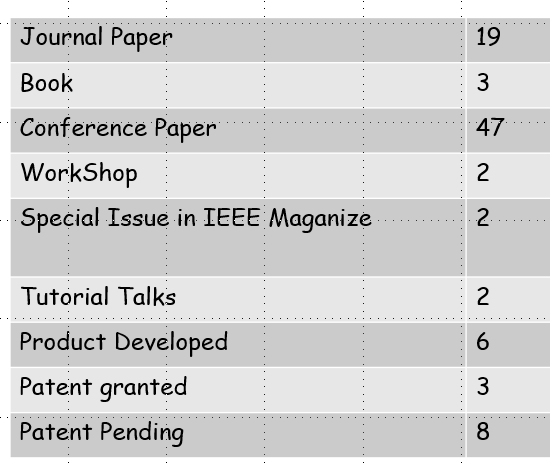 Journal Paper 19
Book 3
Conference Paper 47
WorkShop 2
Special Issue in IEEE Maganize 2
Tutorial Talks 2
Product Developed 6
Patent granted 3
Patent Pending 8